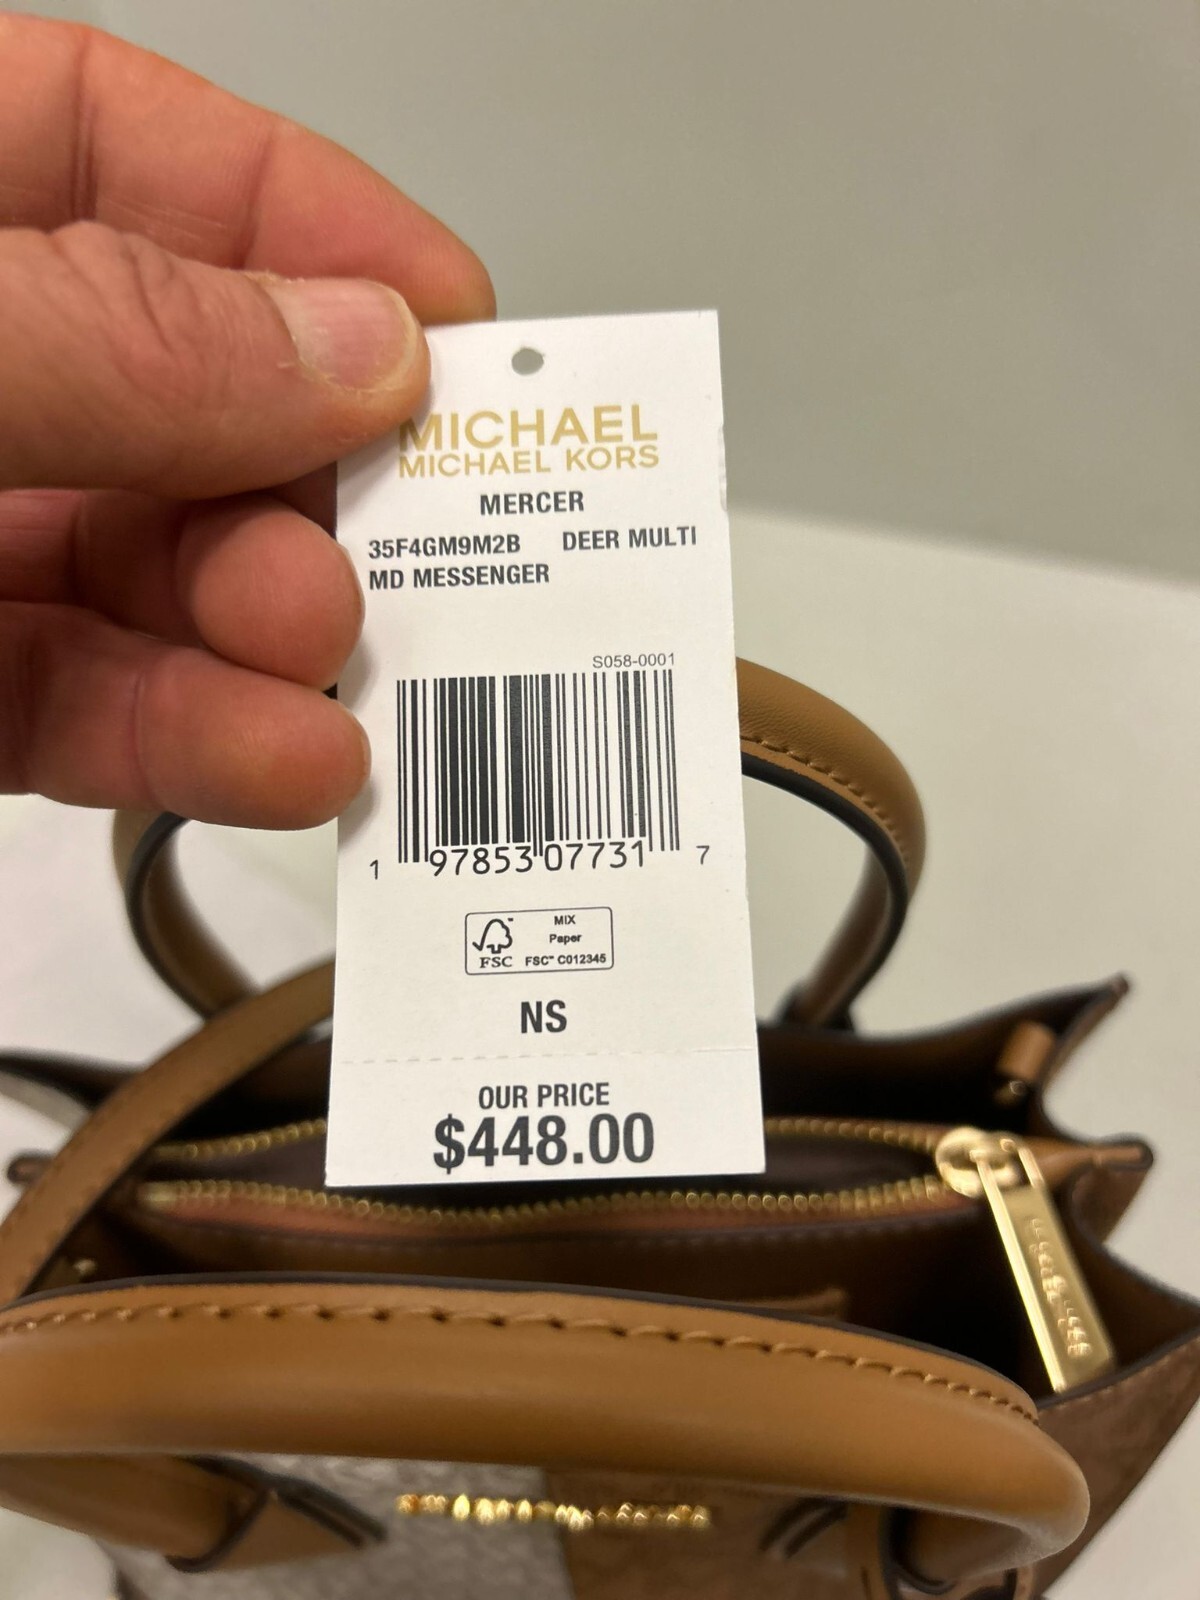 MICHAEL
MICHAEL KORS
MERCER
35F4GM9M2B DEER MULTI
MD MESSENGER
S058-0001
1 97853 07731 7
FSC
MIX
Paper
FSC™ C012345
NS
OUR PRICE
$448.00